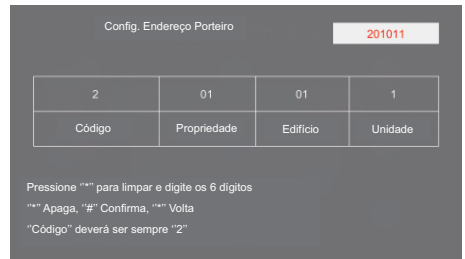 Config. Endereço Porteiro
201011
2 01 01 1
Código Propriedade Edifício Unidade
Pressione ‘'*'’ para limpar e digite os 6 dígitos
‘'*'’ Apaga, ‘'#'’ Confirma, ‘'*'’ Volta
‘'Código'’ deverá ser sempre ‘'2'’